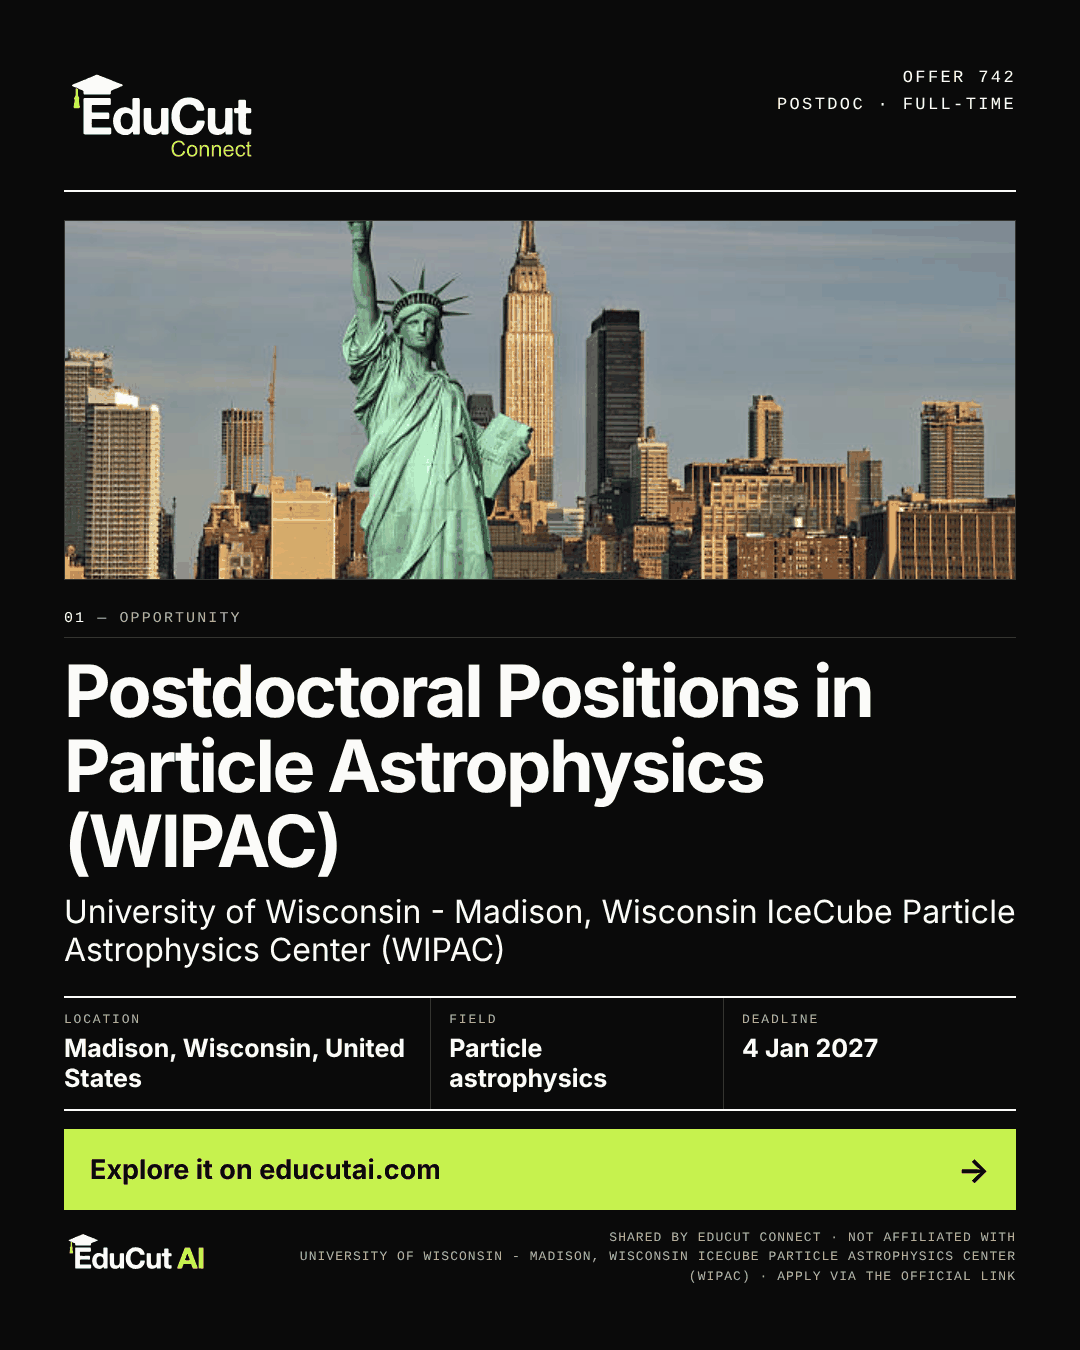 EduCut
Connect
OFFER 742
POSTDOC · FULL-TIME
01 — OPPORTUNITY
Postdoctoral Positions in
Particle Astrophysics
(WIPAC)
University of Wisconsin - Madison, Wisconsin IceCube Particle
Astrophysics Center (WIPAC)
LOCATION
Madison, Wisconsin, United
States
FIELD
Particle
astrophysics
DEADLINE
4 Jan 2027
Explore it on educutai.com
EduCut AI
SHARED BY EDUCUT CONNECT · NOT AFFILIATED WITH
UNIVERSITY OF WISCONSIN - MADISON, WISCONSIN ICECUBE PARTICLE ASTROPHYSICS CENTER
(WIPAC) · APPLY VIA THE OFFICIAL LINK